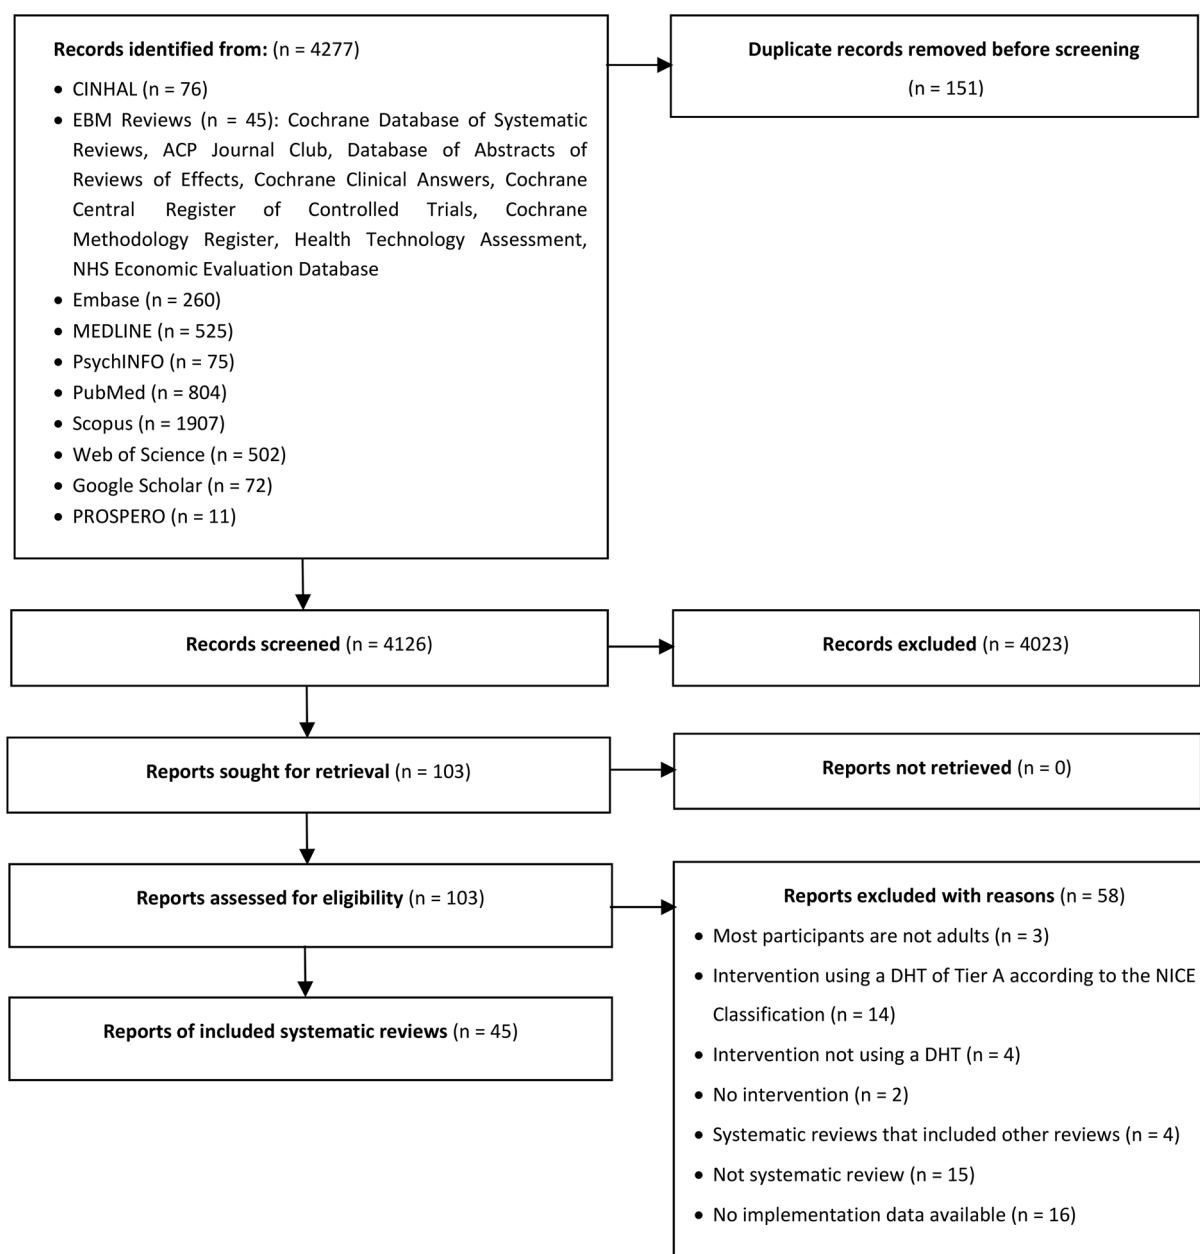 Records identified from: (n = 4277)
• CINHAL (n = 76)
• EBM Reviews (n = 45): Cochrane Database of Systematic
Reviews, ACP Journal Club, Database of Abstracts of
Reviews of Effects, Cochrane Clinical Answers, Cochrane
Central Register of Controlled Trials, Cochrane
Methodology Register, Health Technology Assessment,
NHS Economic Evaluation Database
• Embase (n = 260)
• MEDLINE (n = 525)
• PsychINFO (n = 75)
• PubMed (n = 804)
• Scopus (n = 1907)
• Web of Science (n = 502)
• Google Scholar (n = 72)
• PROSPERO (n = 11)
Duplicate records removed before screening
(n = 151)
Records screened (n = 4126)
Records excluded (n = 4023)
Reports sought for retrieval (n = 103)
Reports not retrieved (n = 0)
Reports assessed for eligibility (n = 103)
Reports excluded with reasons (n = 58)
• Most participants are not adults (n = 3)
• Intervention using a DHT of Tier A according to the NICE
Classification (n = 14)
• Intervention not using a DHT (n = 4)
• No intervention (n = 2)
• Systematic reviews that included other reviews (n = 4)
• Not systematic review (n = 15)
• No implementation data available (n = 16)
Reports of included systematic reviews (n = 45)